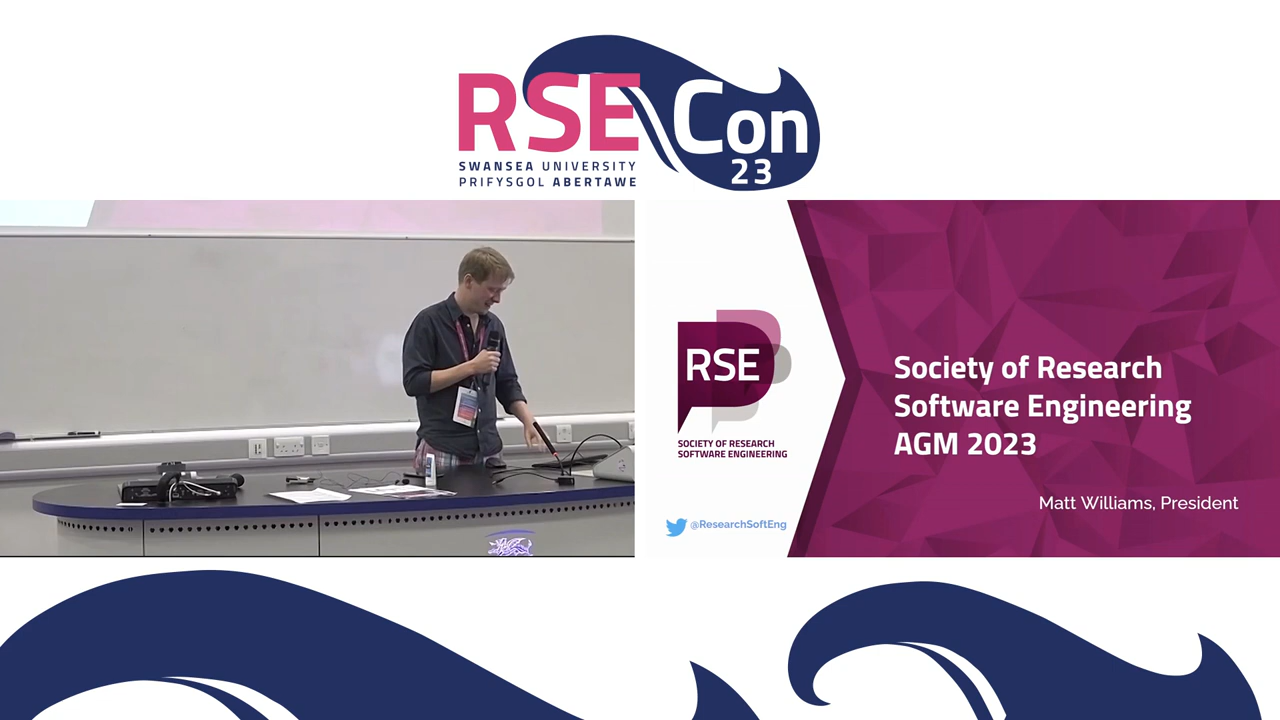 RSE Con
23
SWANSEA UNIVERSITY
PRIFYSGOL ABERTAWE
RSE
SOCIETY OF RESEARCH
SOFTWARE ENGINEERING
@ResearchSoftEng
Society of Research
Software Engineering
AGM 2023
Matt Williams, President